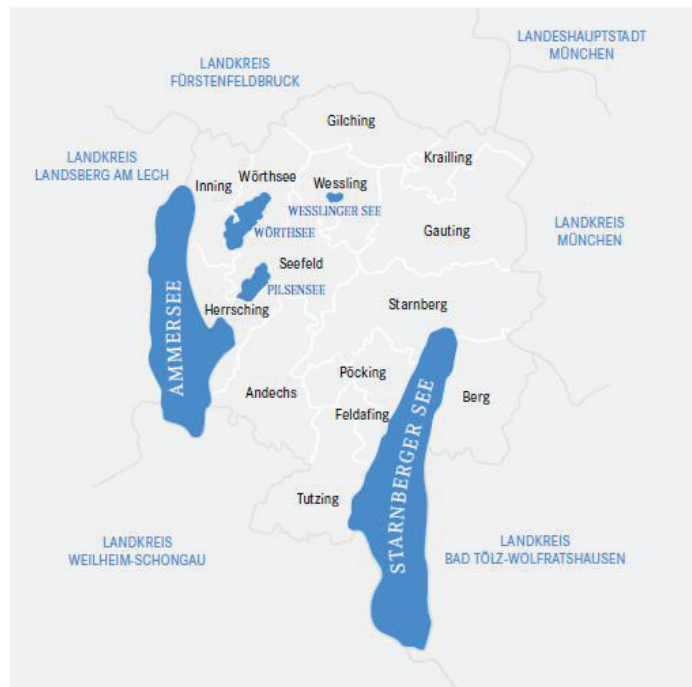 LANDESHAUPTSTADT
MÜNCHEN
LANDKREIS
FÜRSTENFELDBRUCK
Gilching
LANDKREIS
LANDSBERG AM LECH
Krailling
Wörthsee
Wessling
Inning
WESSLINGER SEE
WÖRTHSEE
Gauting
LANDKREIS
MÜNCHEN
Seefeld
PILSENSEE
Herrsching
Starnberg
AMMERSEE
Pöcking
Andechs
Berg
Feldafing
STARNBERGER SEE
Tutzing
LANDKREIS
WEILHEIM-SCHONGAU
LANDKREIS
BAD TÖLZ-WOLFRATSHAUSEN